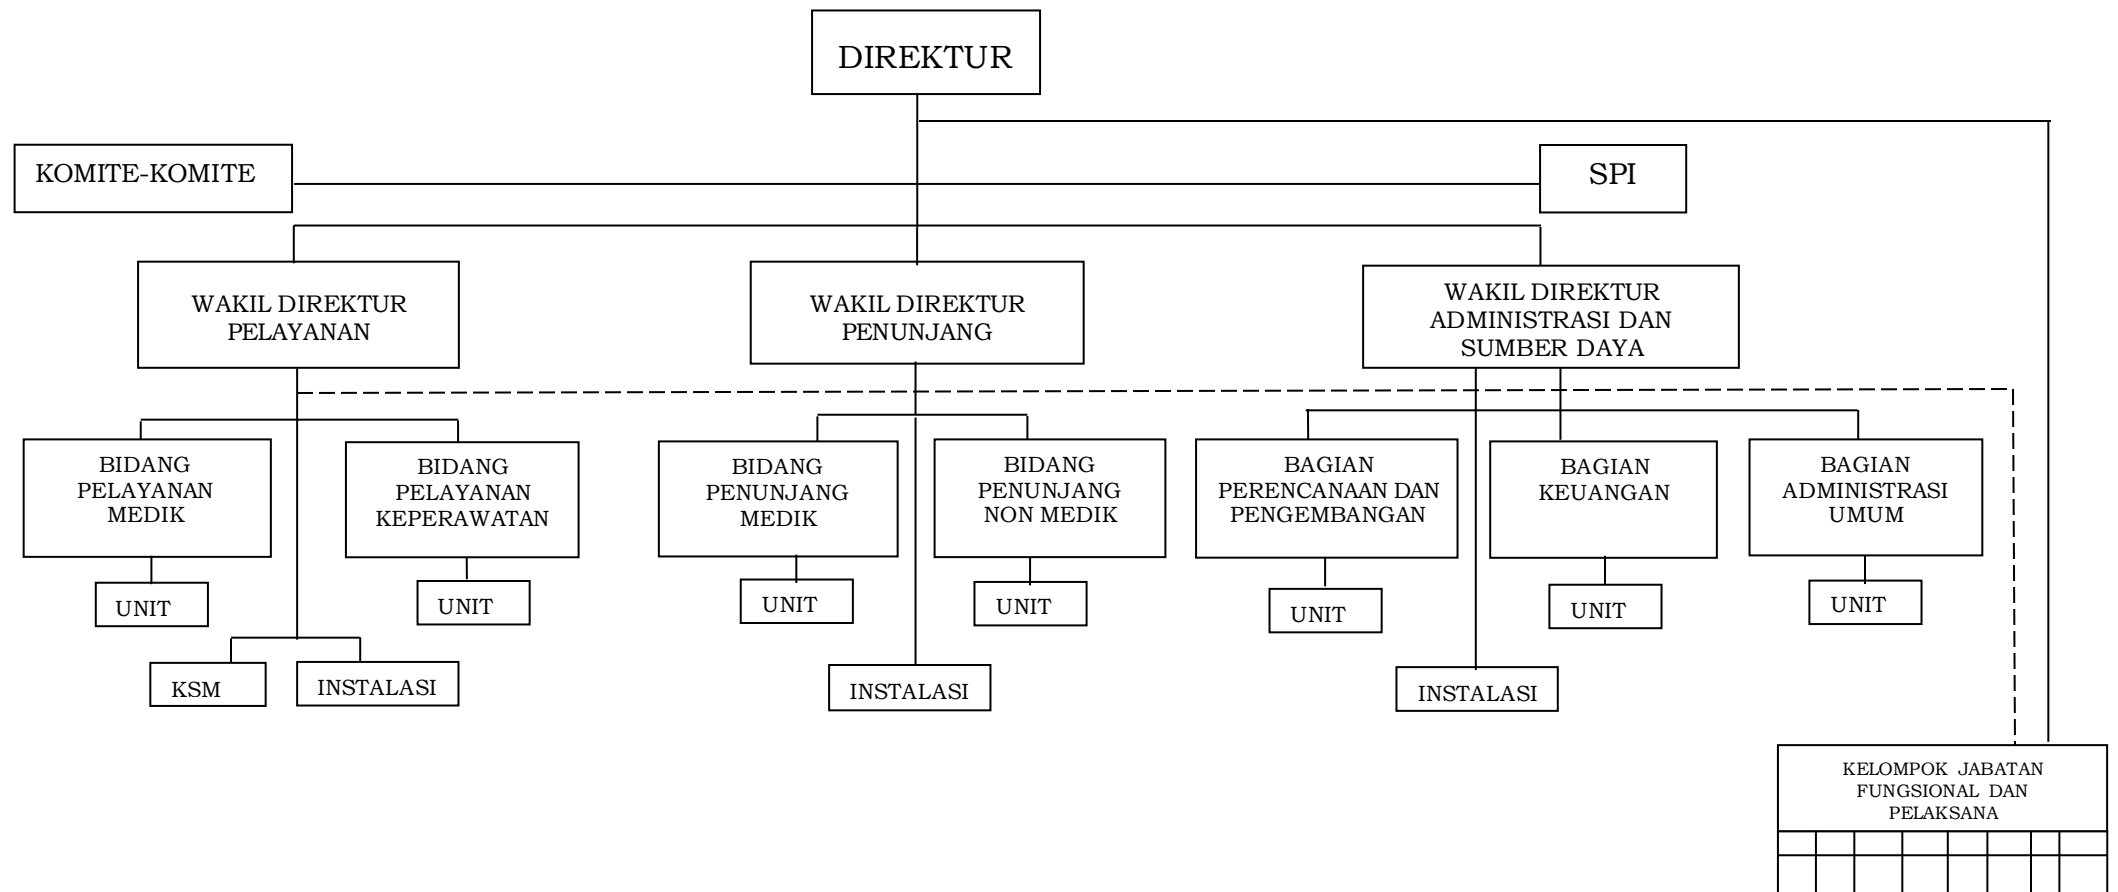 DIREKTUR
KOMITE-KOMITE
SPI
WAKIL DIREKTUR
PELAYANAN
WAKIL DIREKTUR
PENUNJANG
WAKIL DIREKTUR
ADMINISTRASI DAN
SUMBER DAYA
BIDANG
PELAYANAN
MEDIK
BIDANG
PELAYANAN
KEPERAWATAN
BIDANG
PENUNJANG
MEDIK
BIDANG
PENUNJANG
NON MEDIK
BAGIAN
PERENCANAAN DAN
PENGEMBANGAN
BAGIAN
KEUANGAN
BAGIAN
ADMINISTRASI
UMUM
UNIT
UNIT
UNIT
UNIT
UNIT
UNIT
UNIT
KSM
INSTALASI
INSTALASI
INSTALASI
KELOMPOK JABATAN
FUNGSIONAL DAN
PELAKSANA